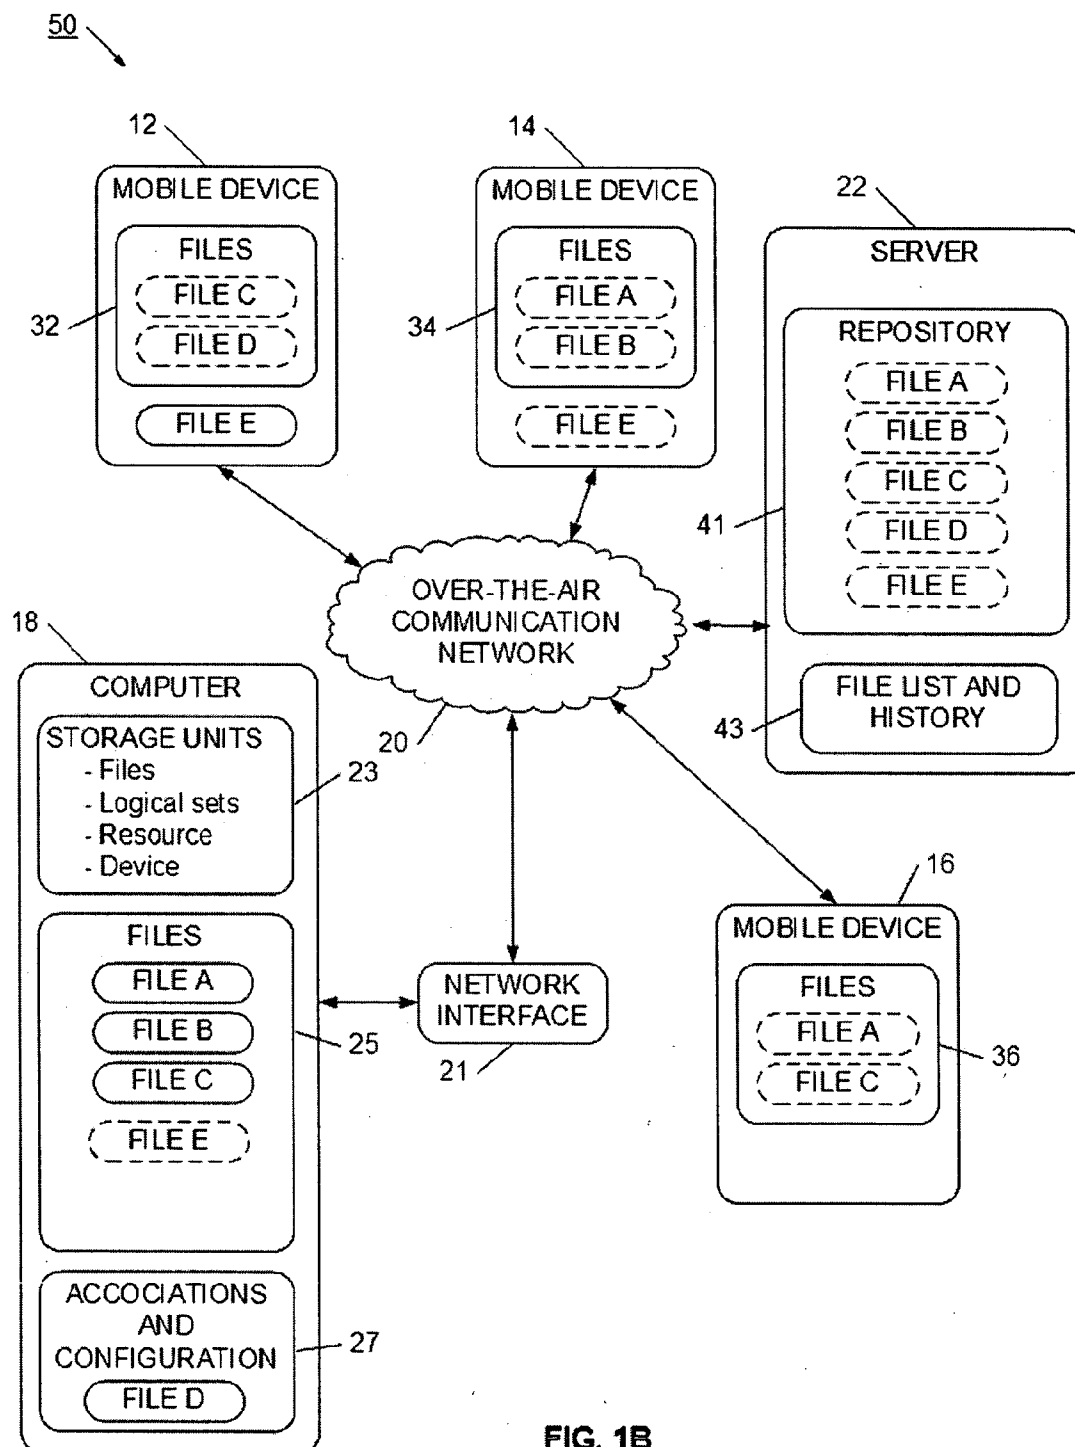 50
12
MOBILE DEVICE
FILES
FILE C
FILE D
32
FILE E
14
MOBILE DEVICE
FILES
FILE A
FILE B
34
FILE E
22
SERVER
REPOSITORY
FILE A
FILE B
FILE C
FILE D
FILE E
41
FILE LIST AND
HISTORY
43
OVER-THE-AIR
COMMUNICATION
NETWORK
20
18
COMPUTER
STORAGE UNITS
- Files
- Logical sets
- Resource
- Device
23
FILES
FILE A
FILE B
FILE C
FILE E
25
ACCOCIATIONS
AND
CONFIGURATION
FILE D
27
NETWORK
INTERFACE
21
16
MOBILE DEVICE
FILES
FILE A
FILE C
36
FIG. 1B